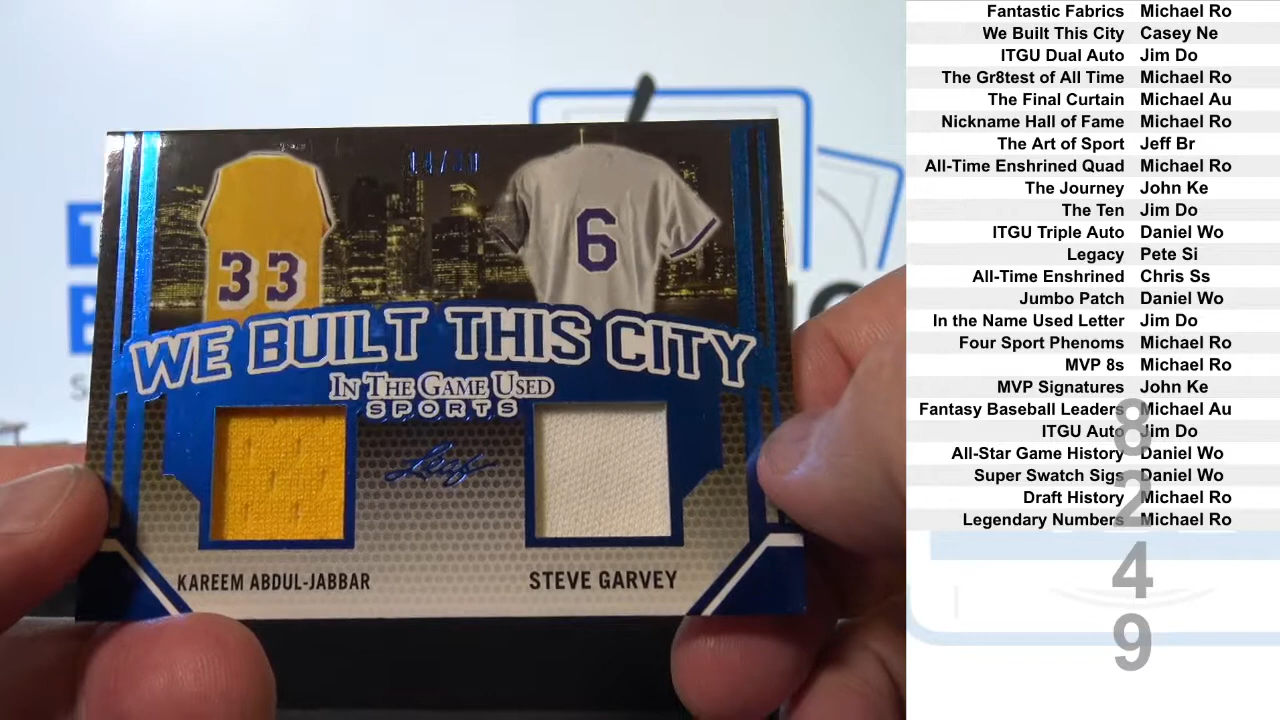 33
6
WE BUILT THIS CITY
IN THE GAME USED
SPORTS
Leaf
KAREEM ABDUL-JABBAR
STEVE GARVEY
Fantastic Fabrics Michael Ro
We Built This City Casey Ne
ITGU Dual Auto Jim Do
The Gr8test of All Time Michael Ro
The Final Curtain Michael Au
Nickname Hall of Fame Michael Ro
The Art of Sport Jeff Br
All-Time Enshrined Quad Michael Ro
The Journey John Ke
The Ten Jim Do
ITGU Triple Auto Daniel Wo
Legacy Pete Si
All-Time Enshrined Chris Ss
Jumbo Patch Daniel Wo
In the Name Used Letter Jim Do
Four Sport Phenoms Michael Ro
MVP 8s Michael Ro
MVP Signatures John Ke
Fantasy Baseball Leaders Michael Au
ITGU Auto Jim Do
All-Star Game History Daniel Wo
Super Swatch Sigs Daniel Wo
Draft History Michael Ro
Legendary Numbers Michael Ro
8
2
4
9